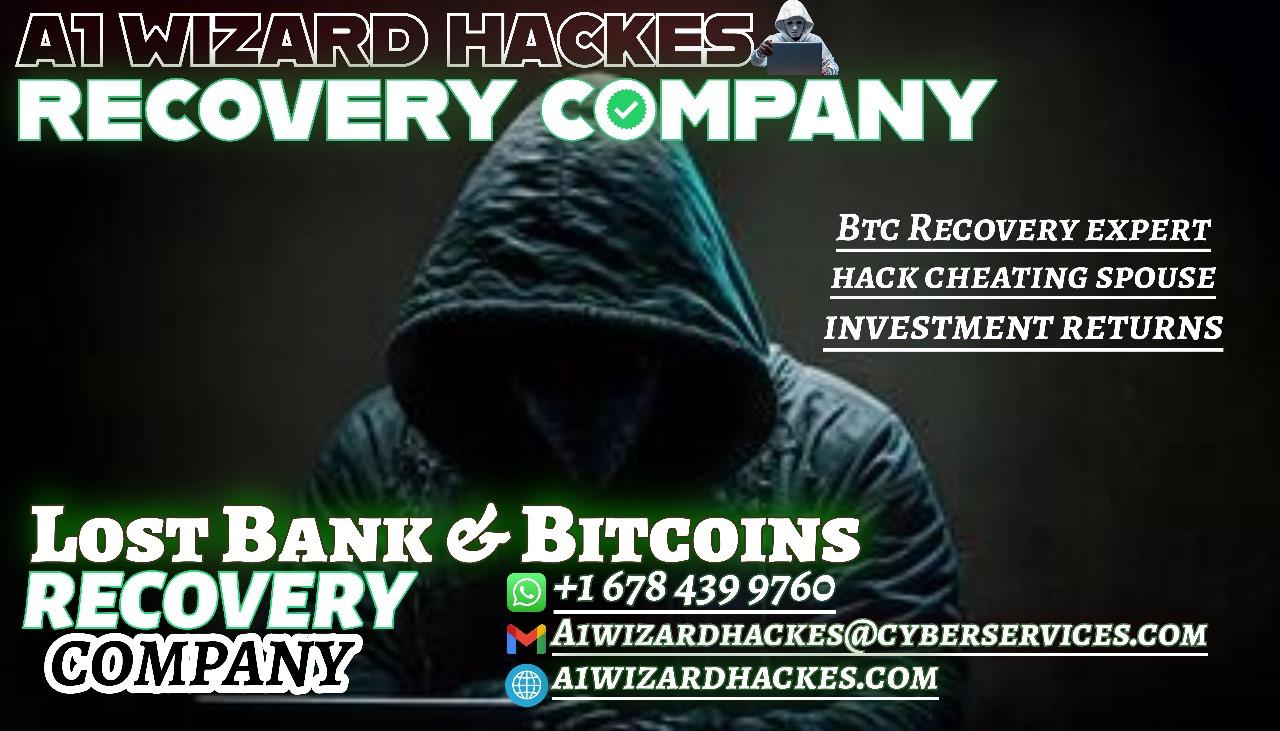 A1 WIZARD HACKES
RECOVERY COMPANY
BTC RECOVERY EXPERT
HACK CHEATING SPOUSE
INVESTMENT RETURNS
LOST BANK & BITCOINS
RECOVERY
COMPANY
+1 678 439 9760
A1WIZARDHACKES@CYBERSERVICES.COM
A1WIZARDHACKES.COM